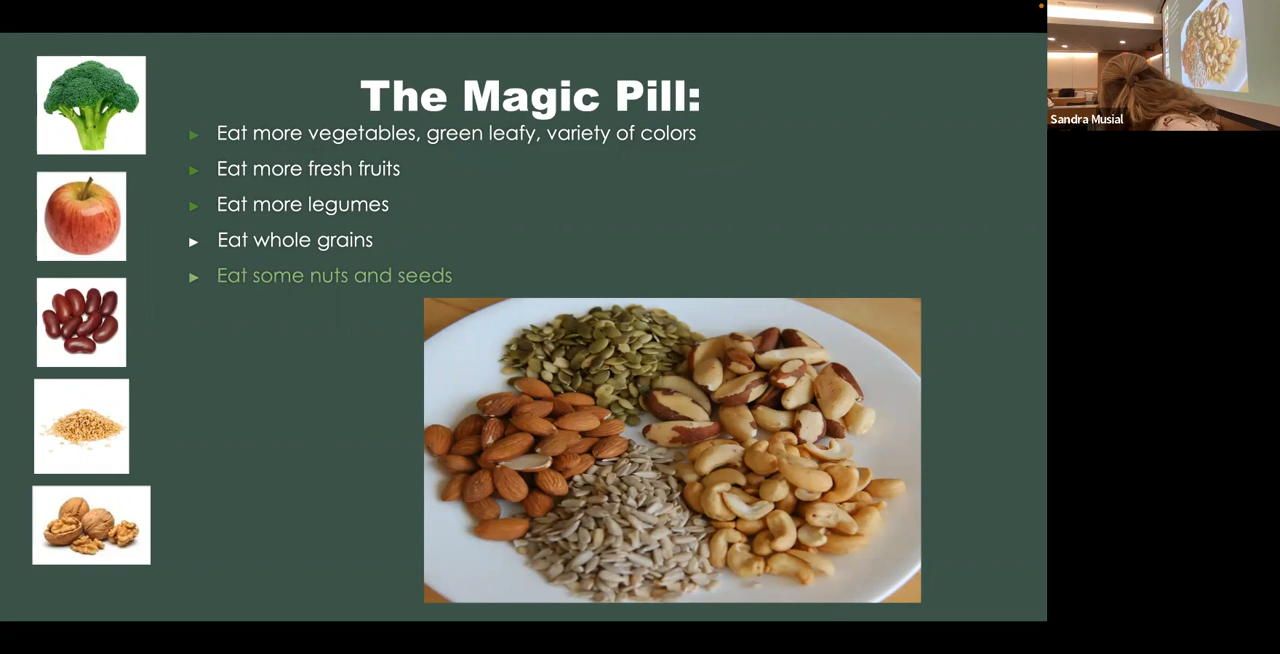 The Magic Pill:
Eat more vegetables, green leafy, variety of colors
Eat more fresh fruits
Eat more legumes
Eat whole grains
Eat some nuts and seeds
Sandra Musial